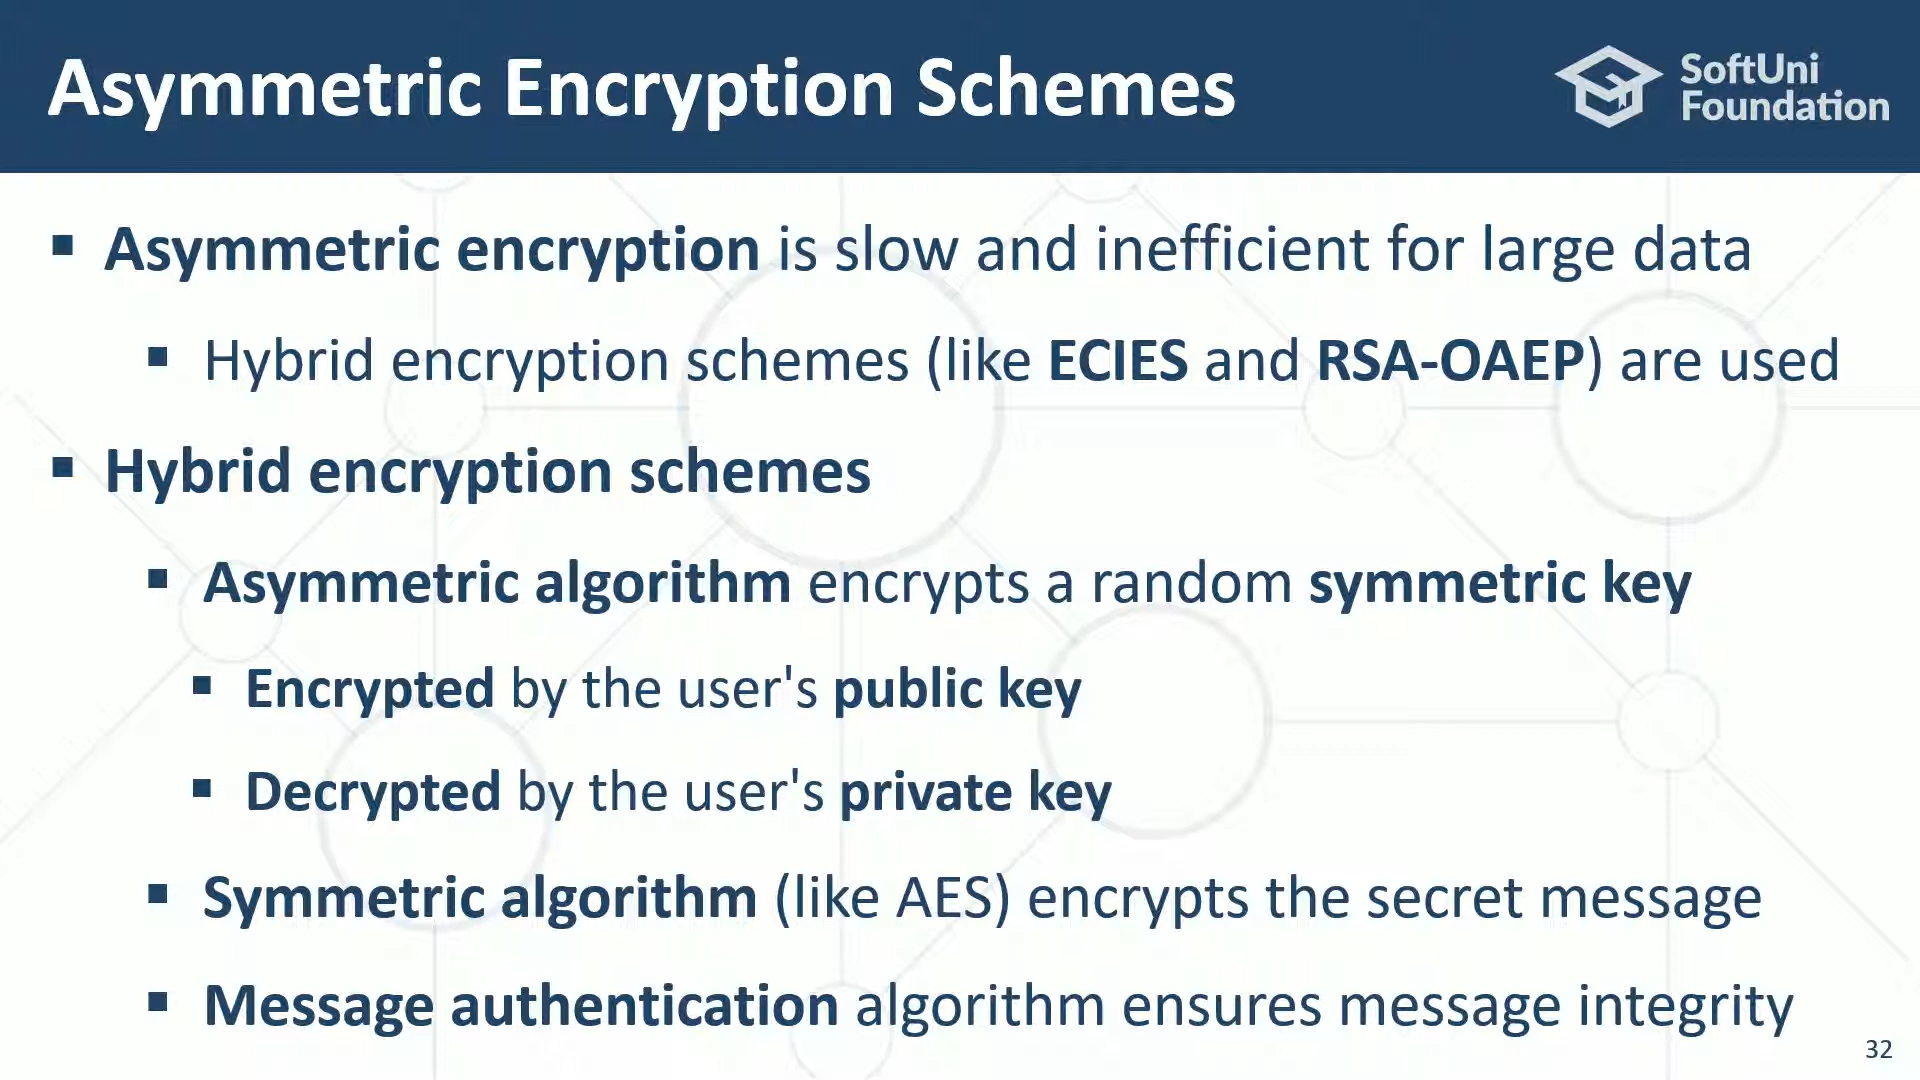 Asymmetric Encryption Schemes
SoftUni
Foundation
▪ Asymmetric encryption is slow and inefficient for large data
▪ Hybrid encryption schemes (like ECIES and RSA-OAEP) are used
▪ Hybrid encryption schemes
▪ Asymmetric algorithm encrypts a random symmetric key
▪ Encrypted by the user's public key
▪ Decrypted by the user's private key
▪ Symmetric algorithm (like AES) encrypts the secret message
▪ Message authentication algorithm ensures message integrity
32